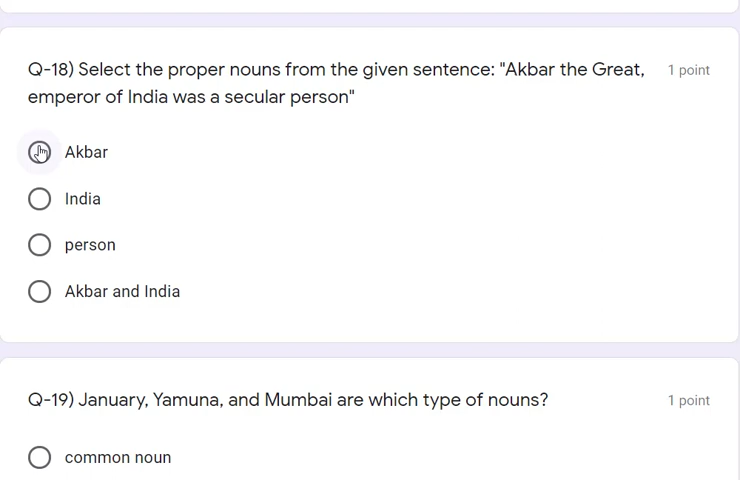 Q-18) Select the proper nouns from the given sentence: "Akbar the Great, 1 point
emperor of India was a secular person"
Akbar
India
person
Akbar and India
Q-19) January, Yamuna, and Mumbai are which type of nouns? 1 point
common noun